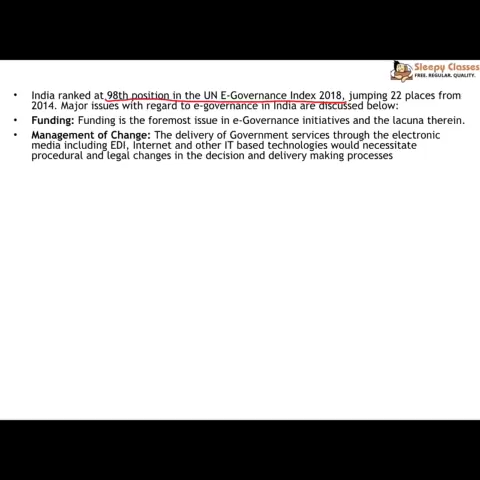 Sleepy Classes
FREE. REGULAR. QUALITY.
• India ranked at 98th position in the UN E-Governance Index 2018, jumping 22 places from
2014. Major issues with regard to e-governance in India are discussed below:
• Funding: Funding is the foremost issue in e-Governance initiatives and the lacuna therein.
• Management of Change: The delivery of Government services through the electronic
media including EDI, Internet and other IT based technologies would necessitate
procedural and legal changes in the decision and delivery making processes